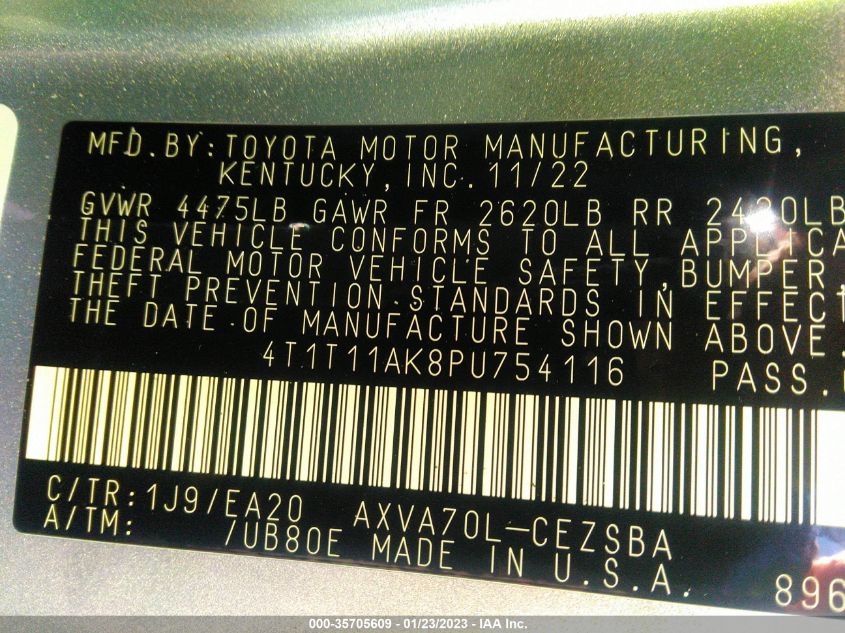 MFD.BY:TOYOTA MOTOR MANUFACTURING,
KENTUCKY,INC.11/22
GVWR 4475LB GAWR FR 2620LB RR 2420LB
THIS VEHICLE CONFORMS TO ALL APPLICA
FEDERAL MOTOR VEHICLE SAFETY,BUMPER,
THEFT PREVENTION STANDARDS IN EFFECT
THE DATE OF MANUFACTURE SHOWN ABOVE.
4T1T11AK8PU754116 PASS.
C/TR:1J9/EA20 AXVA70L-CEZSBA
A/TM: /UB80E MADE IN U.S.A. 896
000-35705609 - 01/23/2023 - IAA Inc.